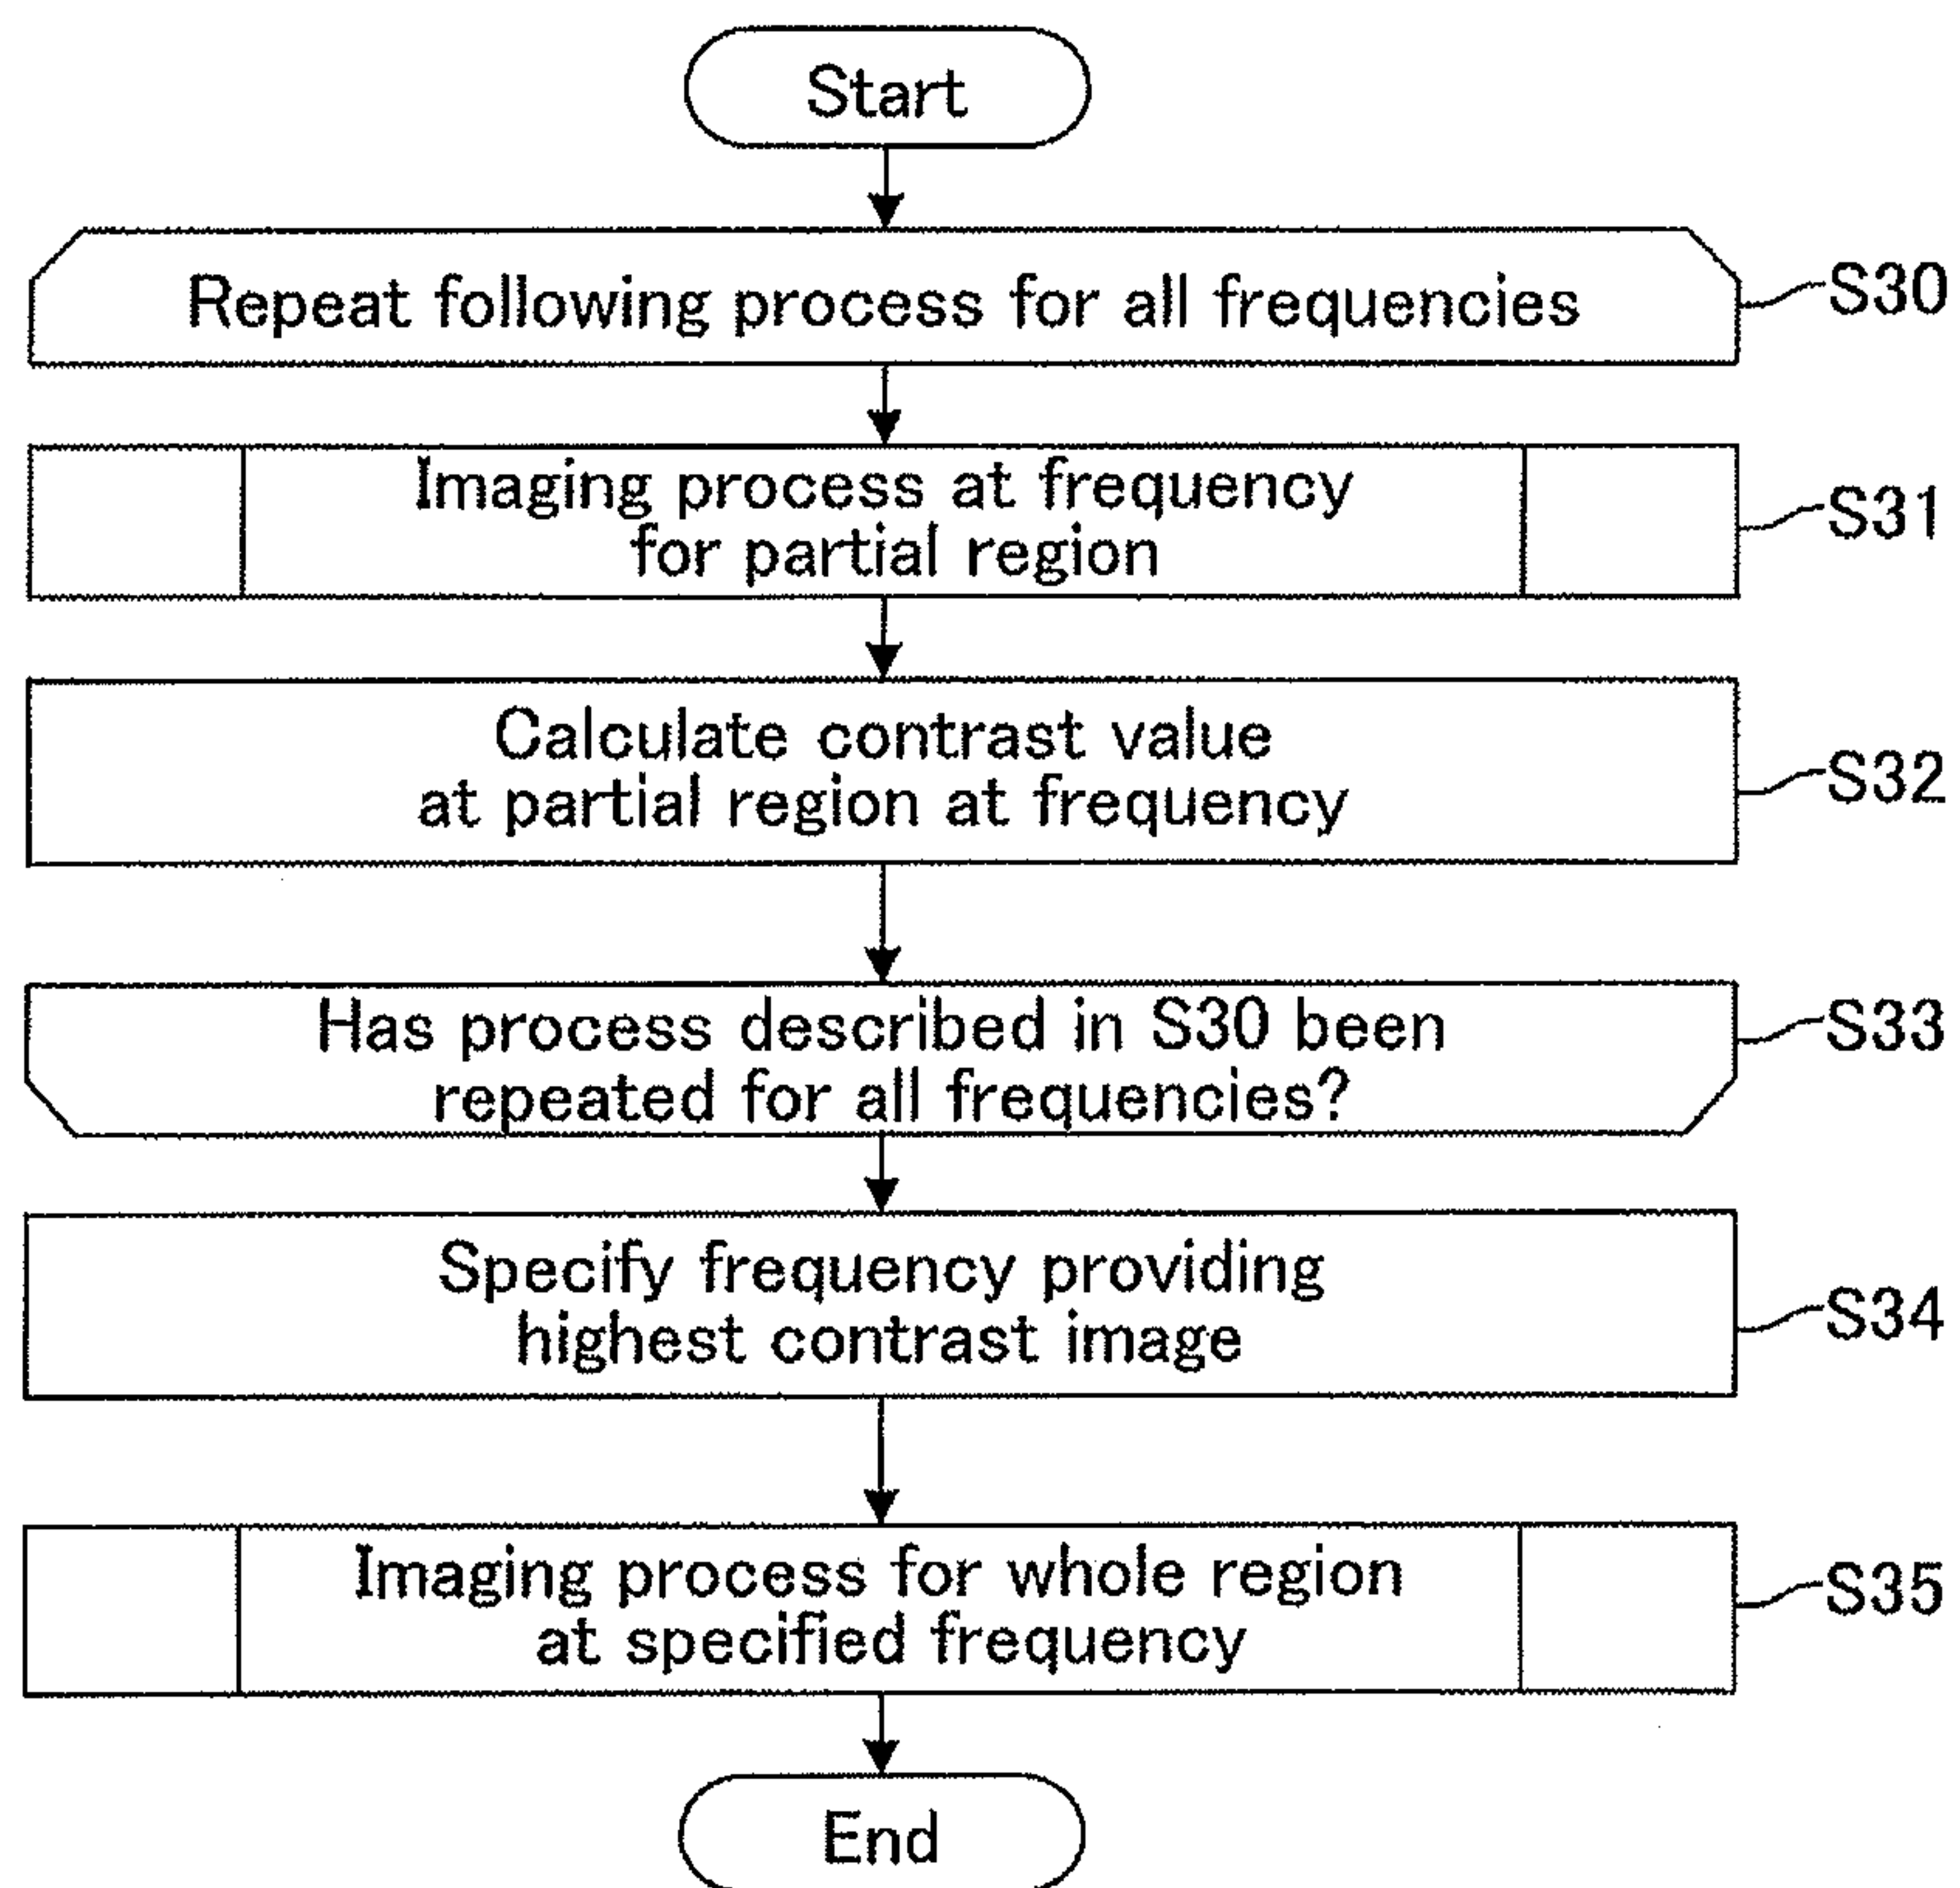 Start
Repeat following process for all frequencies
S30
Imaging process at frequency
for partial region
S31
Calculate contrast value
at partial region at frequency
S32
Has process described in S30 been
repeated for all frequencies?
S33
Specify frequency providing
highest contrast image
S34
Imaging process for whole region
at specified frequency
S35
End